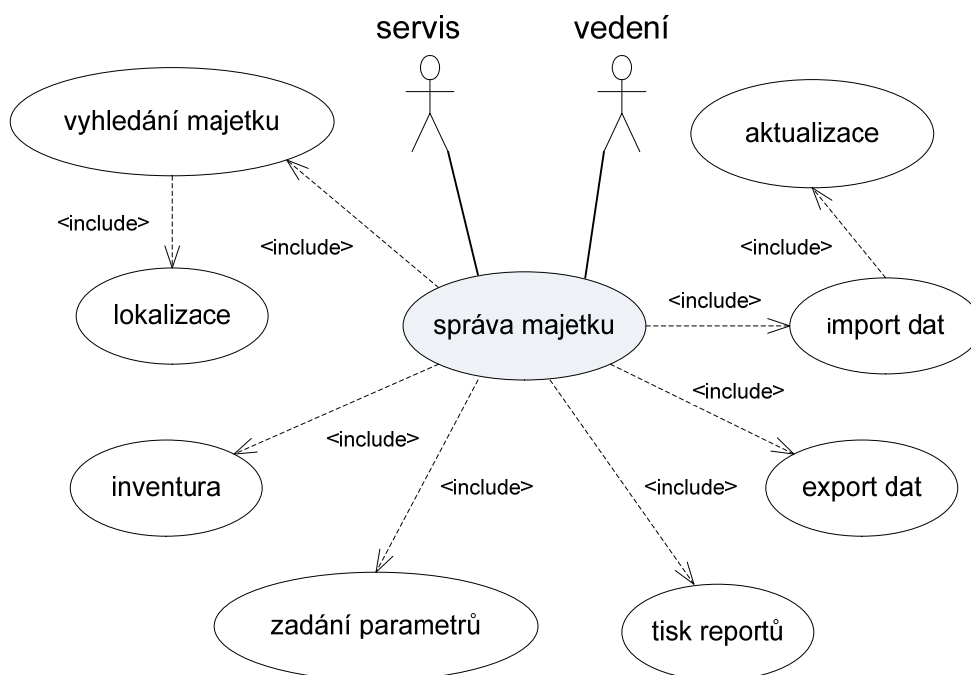 servis
vedení
vyhledání majetku
aktualizace
<include>
<include>
<include>
<include>
lokalizace
správa majetku
import dat
<include>
<include>
inventura
<include>
<include>
export dat
zadání parametrů
tisk reportů